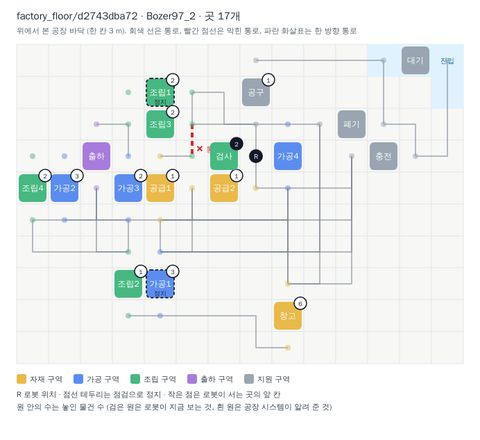 factory_floor/d2743dba72 · Bozer97_2 · 곳 17개
위에서 본 공장 바닥 (한 칸 3 m). 회색 선은 통로, 빨간 점선은 막힌 통로, 파란 화살표는 한 방향 통로
대기
조립1
정지
2
공구
1
조립3
2
폐기
출하
검사
2
R
가공4
충전
조립4
2
가공2
3
가공3
2
공급1
1
공급2
1
조립2
1
가공1
정지
3
창고
6
자재 구역
가공 구역
조립 구역
출하 구역
지원 구역
R 로봇 위치 · 점선 테두리는 점검으로 정지 · 작은 점은 로봇이 서는 곳의 앞 칸
원 안의 수는 놓인 물건 수 (검은 원은 로봇이 지금 보는 것, 흰 원은 공장 시스템이 알려 준 것)